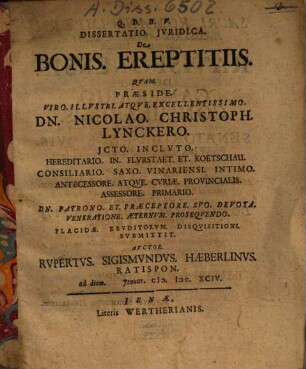 A. Diss. 6502
Q. D. B. V.
DISSERTATIO JVRIDICA.
De
BONIS. EREPTITIIS.
QVAM.
PRÆSIDE.
VIRO. ILLVSTRI. ATQVE. EXCELLENTISSIMO.
DN. NICOLAO. CHRISTOPH.
LYNCKERO.
JCTO. INCLVTO.
HEREDITARIO. IN. FLVRSTAET. ET. KOETSCHAU.
CONSILIARIO. SAXO. VINARIENSI. INTIMO.
ANTECESSORE. ATQVE. CVRIÆ. PROVINCIALIS.
ASSESSORE. PRIMARIO.
DN. PATRONO. ET. PRÆCEPTORE. SVO. DEVOTA.
VENERATIONE. ÆTERNVM. PROSEQVENDO.
PLACIDÆ ERVDITORVM. DISQVISITIONI.
SVBMITTIT.
AVCTOR
RVPERTVS. SIGISMVNDVS. HÆBERLINVS.
RATISPON.
ad diem. Januar. CIↃ. IↃC. XCIV.
JENÆ,
Literis WERTHERIANIS.